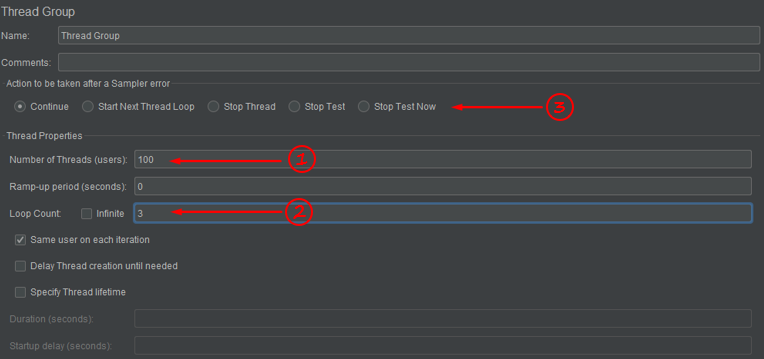 Thread Group
Name: Thread Group
Comments:
Action to be taken after a Sampler error
Continue Start Next Thread Loop Stop Thread Stop Test Stop Test Now ③
Thread Properties
Number of Threads (users): 100 ①
Ramp-up period (seconds): 0
Loop Count: Infinite 3 ②
Same user on each iteration
Delay Thread creation until needed
Specify Thread lifetime
Duration (seconds):
Startup delay (seconds):